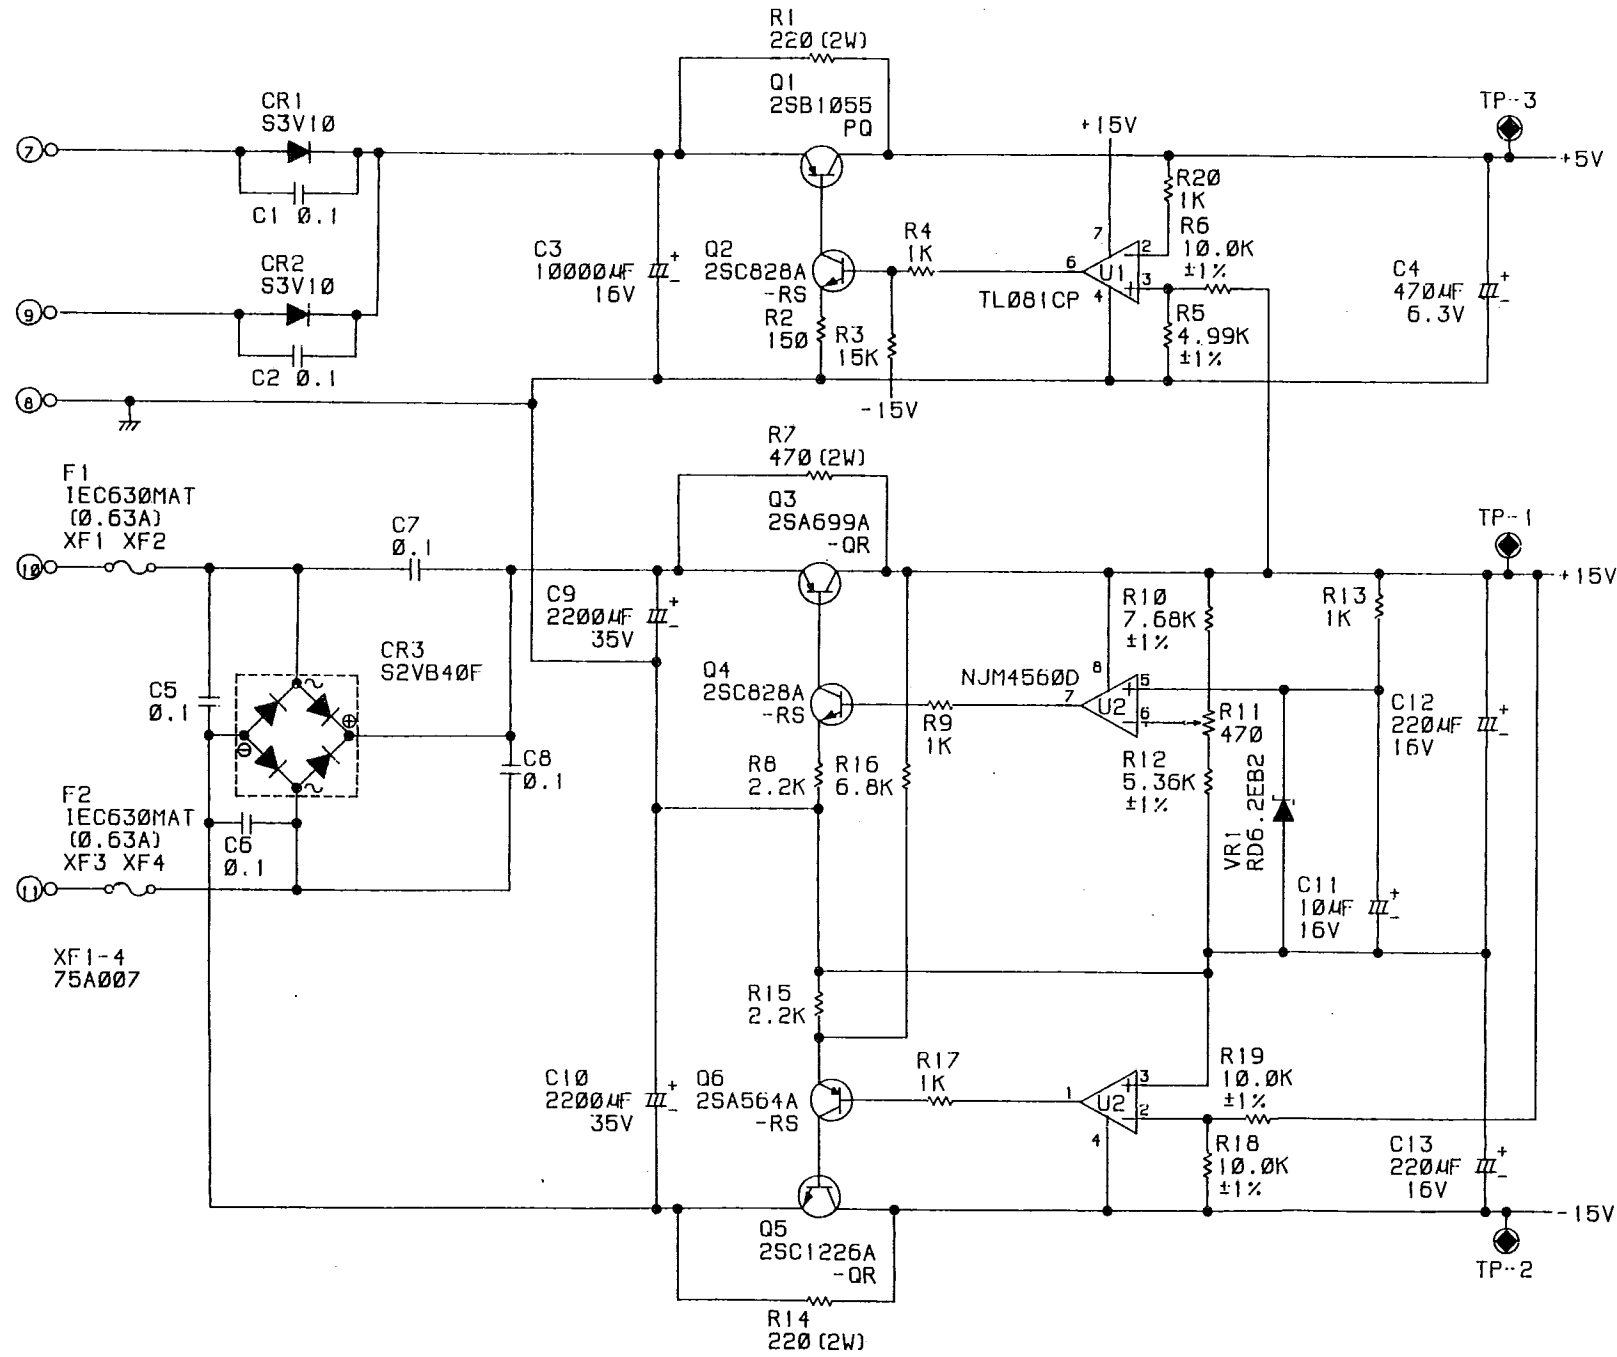 R1
220 (2W)
Q1
2SB1055
PQ
CR1
S3V10
TP-3
+15V
7
+5V
R20
1K
C1 0.1
R4
1K
7
2
R6
10.0K
±1%
C3
10000µF
16V
+
-
Q2
2SC828A
-RS
6
U1
3
4
TL081CP
CR2
S3V10
C4
470µF
6.3V
+
-
9
R2
150
R3
15K
R5
4.99K
±1%
C2 0.1
8
-15V
R7
470 (2W)
F1
IEC630MAT
(0.63A)
XF1 XF2
Q3
2SA699A
-QR
C7
0.1
TP-1
10
+15V
C9
2200µF
35V
+
-
R10
7.68K
±1%
R13
1K
CR3
S2VB40F
Q4
2SC828A
-RS
NJM4560D
8
5
7
U2
6
C5
0.1
R9
1K
R11
470
C12
220µF
16V
+
-
C8
0.1
R8
2.2K
R16
6.8K
R12
5.36K
±1%
VR1
RD6.2EB2
F2
IEC630MAT
(0.63A)
XF3 XF4
C6
0.1
11
C11
10µF
16V
+
-
XF1-4
75A007
R15
2.2K
C10
2200µF
35V
+
-
Q6
2SA564A
-RS
R17
1K
1
3
U2
2
4
R19
10.0K
±1%
R18
10.0K
±1%
C13
220µF
16V
+
-
-15V
Q5
2SC1226A
-QR
TP-2
R14
220 (2W)